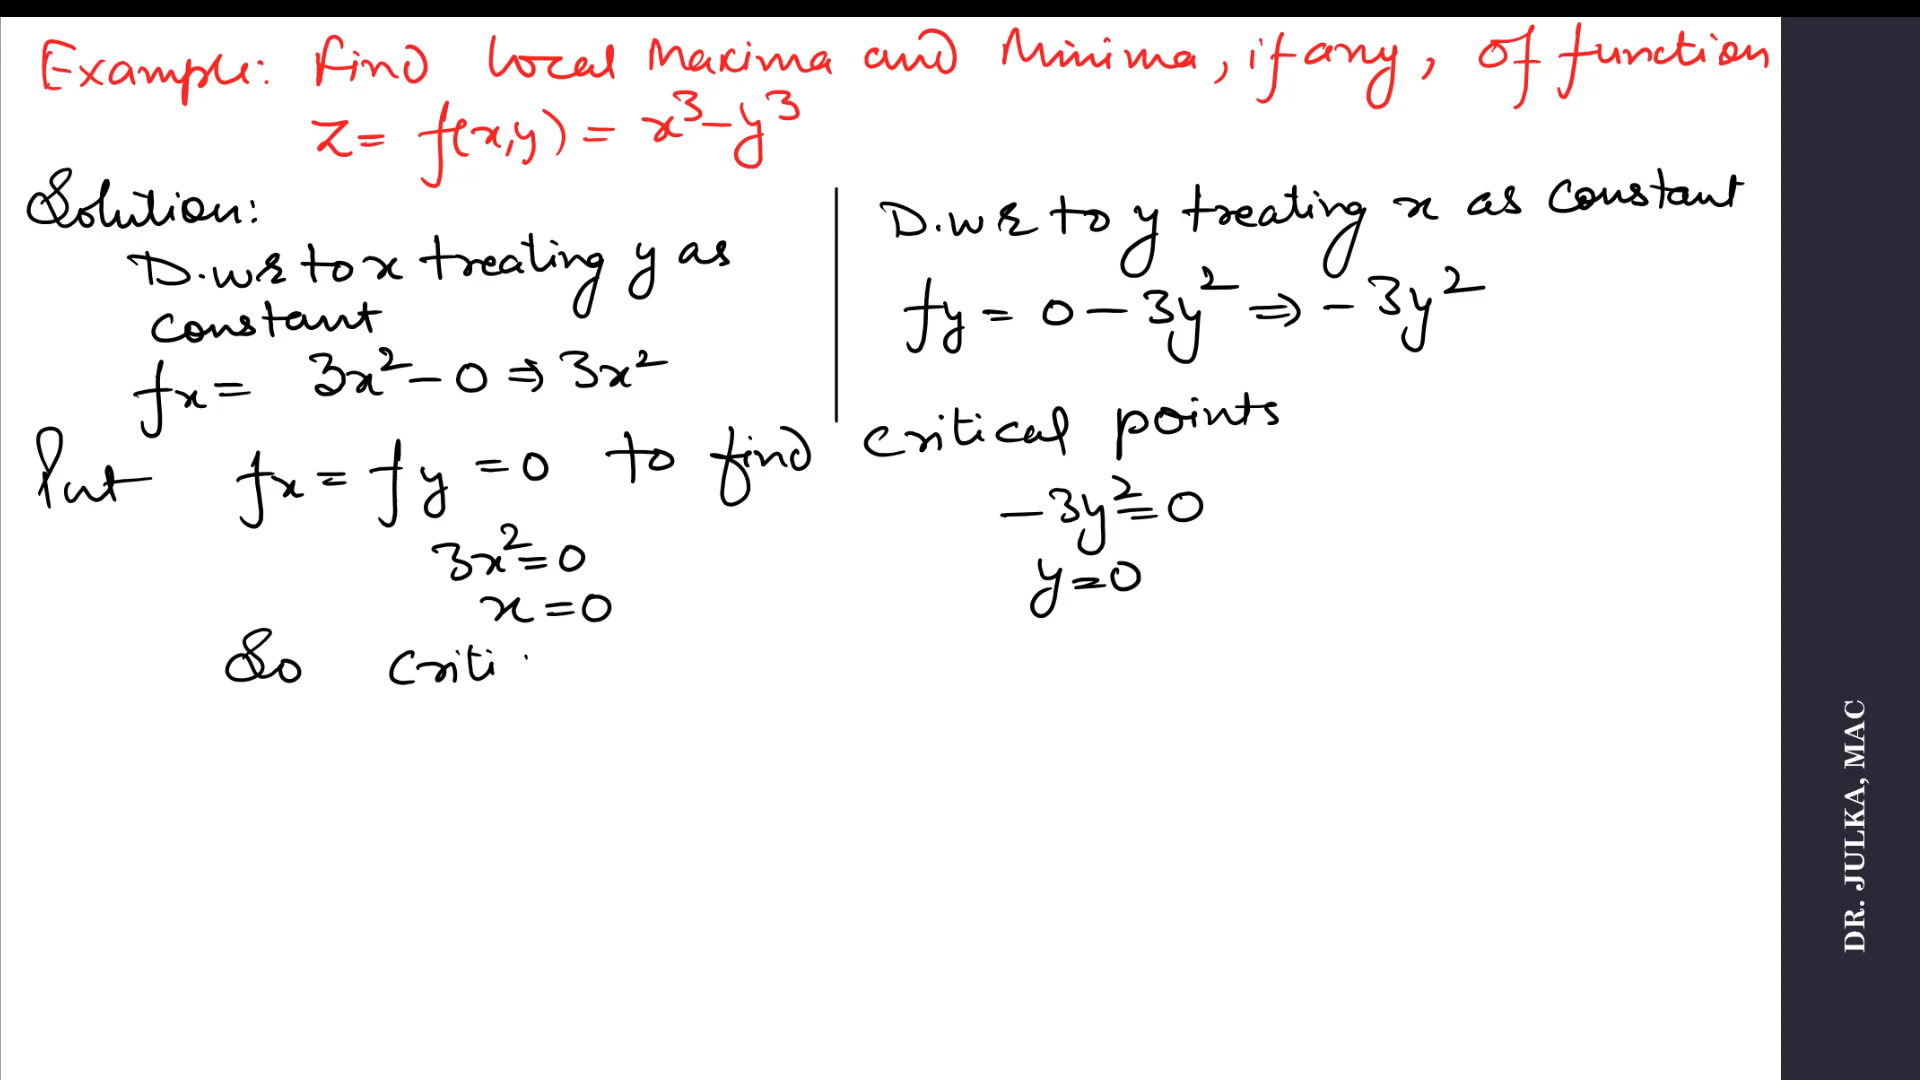 Example: Find local Maxima and Minima, if any, of function
z = f(x,y) = x³-y³
Solution:
D.w.r to x treating y as
constant
fx = 3x²-0 ⇒ 3x²
D.w.r to y treating x as constant
fy = 0-3y² ⇒ -3y²
Put fx = fy = 0 to find critical points
3x²=0
x=0
-3y²=0
y=0
So criti
DR. JULKA, MAC